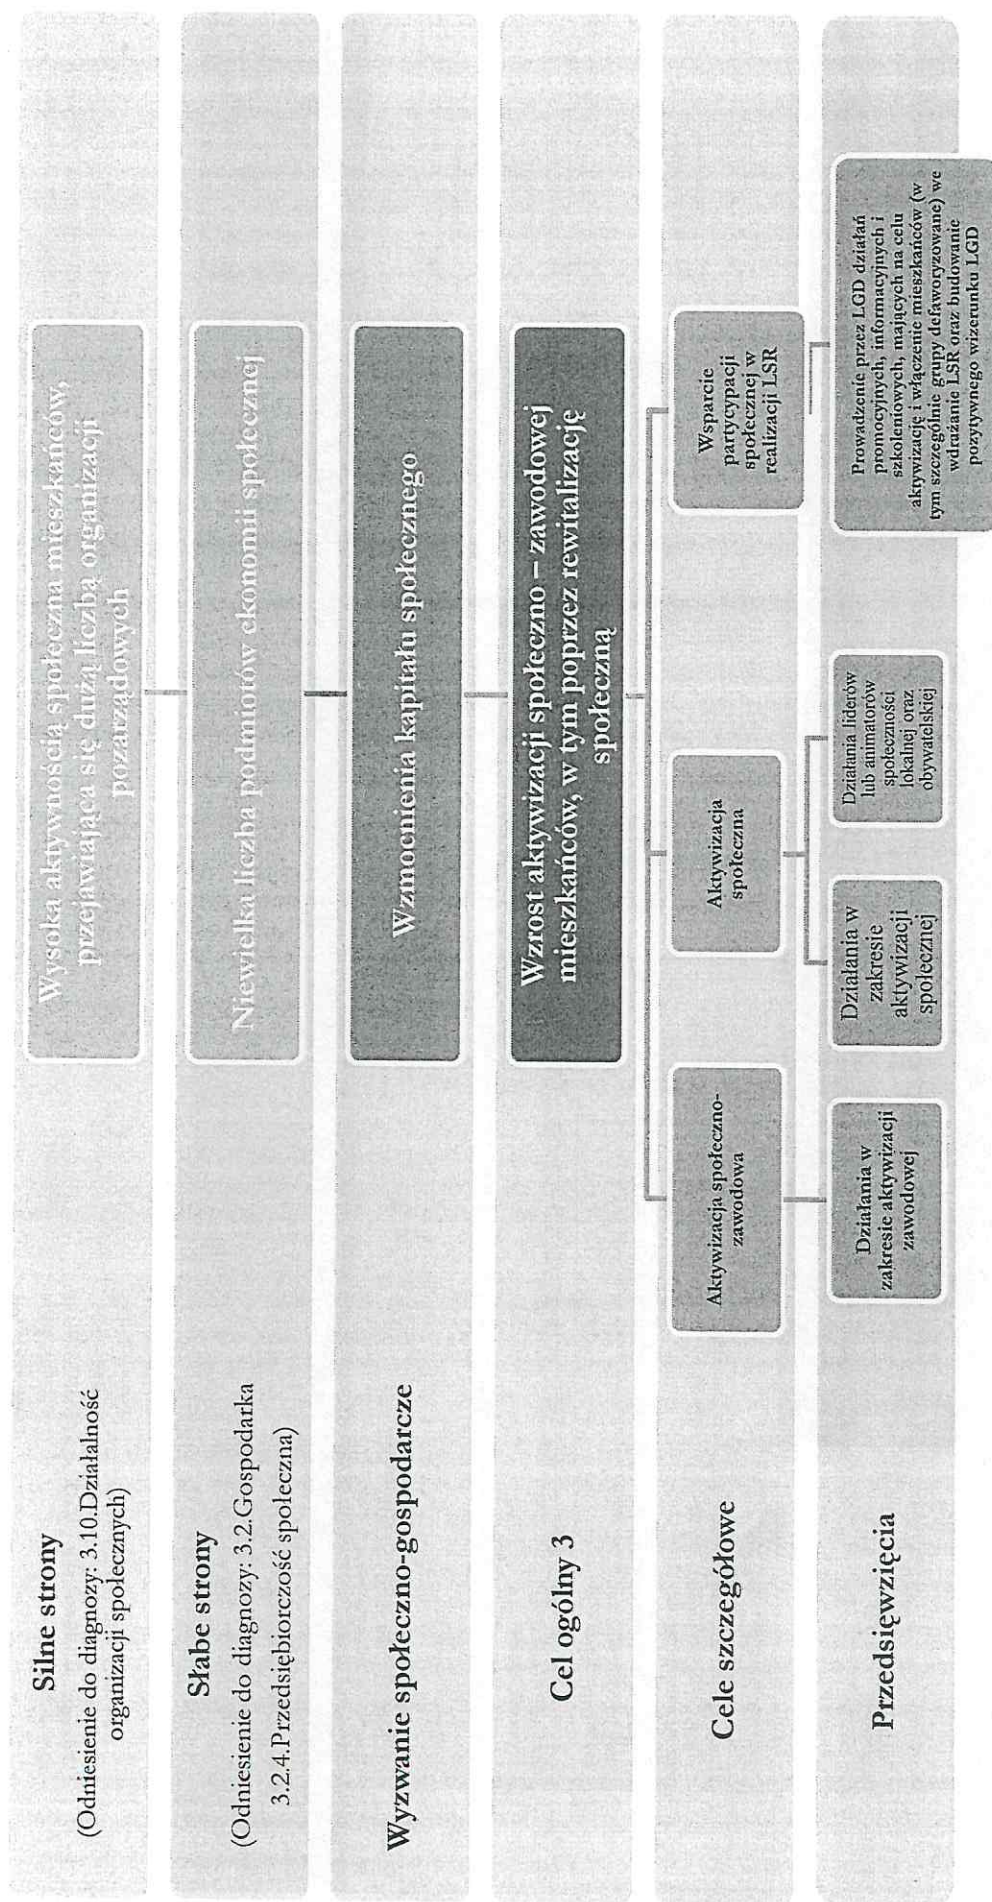 Silne strony
(Odniesienie do diagnozy: 3.10.Działalność
organizacji społecznych)
Wysoka aktywnością społeczna mieszkańców,
przejawiająca się dużą liczbą organizacji
pozarządowych
Słabe strony
(Odniesienie do diagnozy: 3.2.Gospodarka
3.2.4.Przedsiębiorczość społeczna)
Niewielka liczba podmiotów ekonomi społecznej
Wyzwanie społeczno-gospodarcze
Wzmocnienia kapitału społecznego
Cel ogólny 3
Wzrost aktywizacji społeczno – zawodowej
mieszkańców, w tym poprzez rewitalizację
społeczną
Cele szczegółowe
Aktywizacja społeczno-
zawodowa
Aktywizacja
społeczna
Wsparcie
partycypacji
społecznej w
realizacji LSR
Przedsięwzięcia
Działania w
zakresie aktywizacji
zawodowej
Działania w
zakresie
aktywizacji
społecznej
Działania liderów
lub animatorów
społeczności
lokalnej oraz
obywatelskiej
Prowadzenie przez LGD działań
promocyjnych, informacyjnych i
szkoleniowych, mających na celu
aktywizację i włączenie mieszkańców (w
tym szczególnie grupy defaworyzowane) we
wdrażanie LSR oraz budowanie
pozytywnego wizerunku LGD